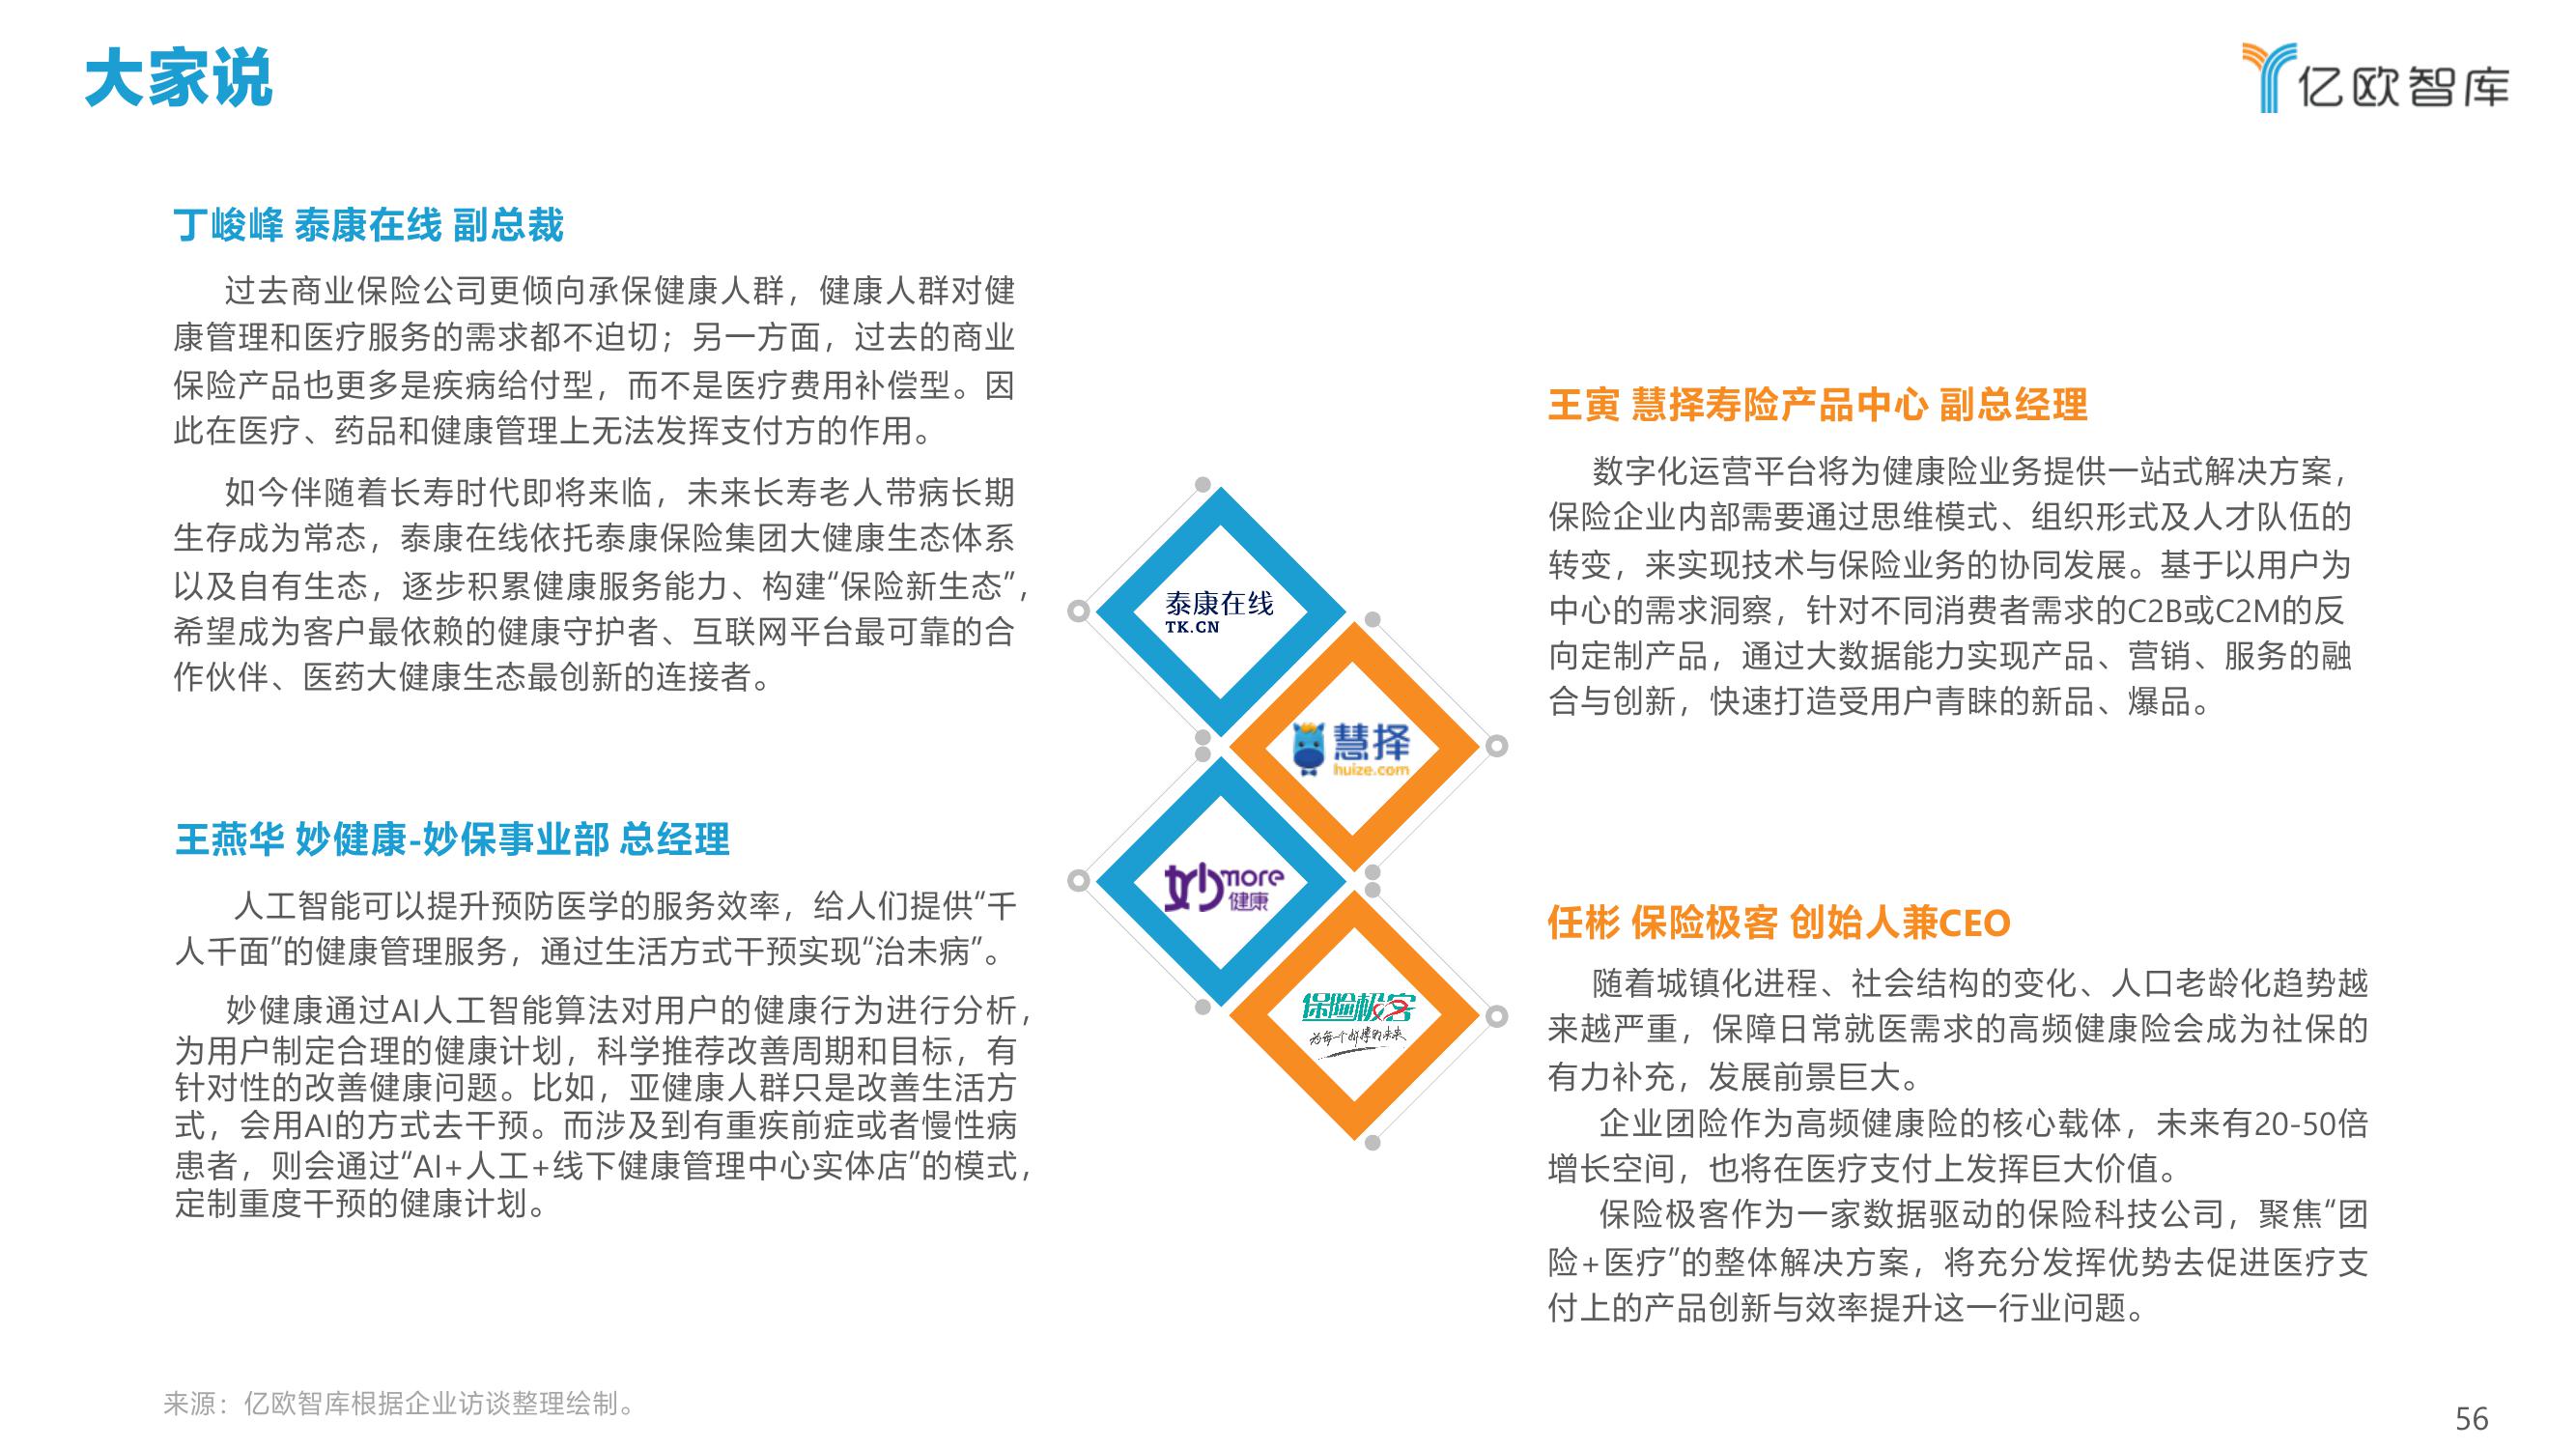 大家说
亿欧智库
丁峻峰 泰康在线 副总裁
过去商业保险公司更倾向承保健康人群，健康人群对健
康管理和医疗服务的需求都不迫切；另一方面，过去的商业
保险产品也更多是疾病给付型，而不是医疗费用补偿型。因
此在医疗、药品和健康管理上无法发挥支付方的作用。
如今伴随着长寿时代即将来临，未来长寿老人带病长期
生存成为常态，泰康在线依托泰康保险集团大健康生态体系
以及自有生态，逐步积累健康服务能力、构建“保险新生态”，
希望成为客户最依赖的健康守护者、互联网平台最可靠的合
作伙伴、医药大健康生态最创新的连接者。
王燕华 妙健康-妙保事业部 总经理
人工智能可以提升预防医学的服务效率，给人们提供“千
人千面”的健康管理服务，通过生活方式干预实现“治未病”。
妙健康通过AI人工智能算法对用户的健康行为进行分析，
为用户制定合理的健康计划，科学推荐改善周期和目标，有
针对性的改善健康问题。比如，亚健康人群只是改善生活方
式，会用AI的方式去干预。而涉及到有重疾前症或者慢性病
患者，则会通过“AI+人工+线下健康管理中心实体店”的模式，
定制重度干预的健康计划。
泰康在线
TK.CN
慧择
huize.com
妙more
健康
保险极客
为每一个拼搏的未来
王寅 慧择寿险产品中心 副总经理
数字化运营平台将为健康险业务提供一站式解决方案，
保险企业内部需要通过思维模式、组织形式及人才队伍的
转变，来实现技术与保险业务的协同发展。基于以用户为
中心的需求洞察，针对不同消费者需求的C2B或C2M的反
向定制产品，通过大数据能力实现产品、营销、服务的融
合与创新，快速打造受用户青睐的新品、爆品。
任彬 保险极客 创始人兼CEO
随着城镇化进程、社会结构的变化、人口老龄化趋势越
来越严重，保障日常就医需求的高频健康险会成为社保的
有力补充，发展前景巨大。
企业团险作为高频健康险的核心载体，未来有20-50倍
增长空间，也将在医疗支付上发挥巨大价值。
保险极客作为一家数据驱动的保险科技公司，聚焦“团
险+医疗”的整体解决方案，将充分发挥优势去促进医疗支
付上的产品创新与效率提升这一行业问题。
来源：亿欧智库根据企业访谈整理绘制。
56